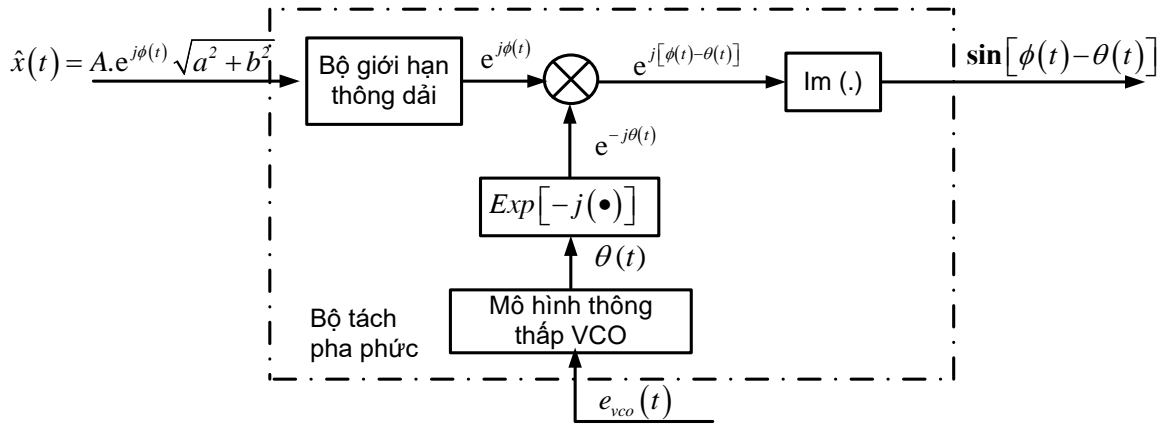 x̂(t) = A.e^{jϕ(t)} √(a² + b²)
Bộ giới hạn
thông dải
e^{jϕ(t)}
e^{j[ϕ(t)−θ(t)]}
Im (.)
sin[ϕ(t)−θ(t)]
e^{−jθ(t)}
Exp[−j(•)]
θ(t)
Mô hình thông
thấp VCO
Bộ tách
pha phức
e_{vco}(t)